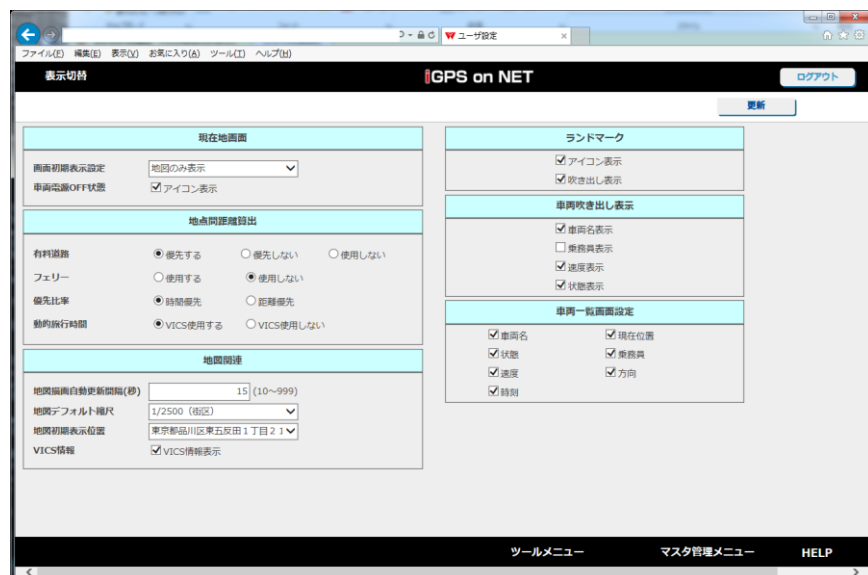 ユーザ設定
ファイル(F) 編集(E) 表示(V) お気に入り(A) ツール(T) ヘルプ(H)
表示切替
iGPS on NET
ログアウト
更新
現在地画面
画面初期表示設定 地図のみ表示
車両電源OFF状態 アイコン表示
地点間距離算出
有料道路 優先する 優先しない 使用しない
フェリー 使用する 使用しない
優先比率 時間優先 距離優先
動的旅行時間 VICS使用する VICS使用しない
地図関連
地図描画自動更新間隔(秒) 15 (10~999)
地図デフォルト縮尺 1/2500(街区)
地図初期表示位置 東京都品川区東五反田1丁目21
VICS情報 VICS情報表示
ランドマーク
アイコン表示
吹き出し表示
車両吹き出し表示
車両名表示
乗務員表示
速度表示
状態表示
車両一覧画面設定
車両名 現在位置
状態 乗務員
速度 方向
時刻
ツールメニュー マスタ管理メニュー HELP